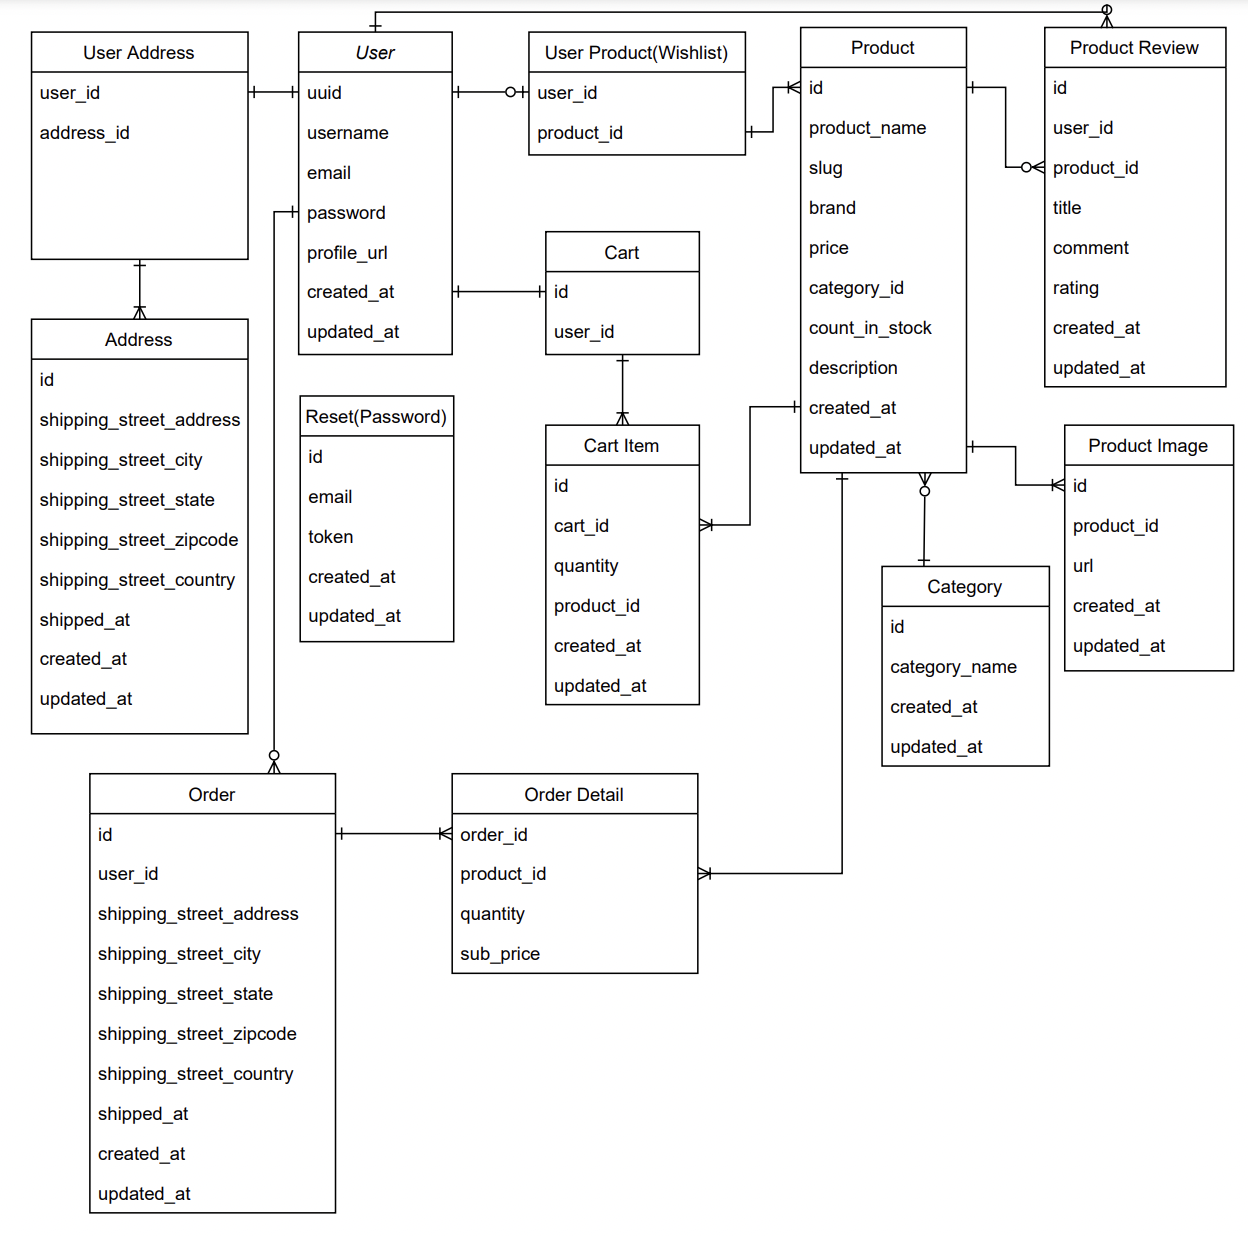 User Address
user_id
address_id
User
uuid
username
email
password
profile_url
created_at
updated_at
User Product(Wishlist)
user_id
product_id
Product
id
product_name
slug
brand
price
category_id
count_in_stock
description
created_at
updated_at
Product Review
id
user_id
product_id
title
comment
rating
created_at
updated_at
Cart
id
user_id
Address
id
shipping_street_address
shipping_street_city
shipping_street_state
shipping_street_zipcode
shipping_street_country
shipped_at
created_at
updated_at
Reset(Password)
id
email
token
created_at
updated_at
Cart Item
id
cart_id
quantity
product_id
created_at
updated_at
Product Image
id
product_id
url
created_at
updated_at
Category
id
category_name
created_at
updated_at
Order
id
user_id
shipping_street_address
shipping_street_city
shipping_street_state
shipping_street_zipcode
shipping_street_country
shipped_at
created_at
updated_at
Order Detail
order_id
product_id
quantity
sub_price